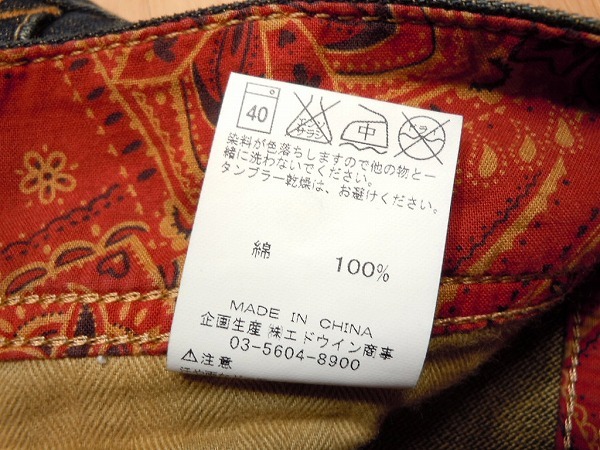 40 エンソサラシ 中 ドライ
染料が色落ちしますので他の物と一
緒に洗わないでください。
タンブラー乾燥は、お避けください。
綿 100%
MADE IN CHINA
企画生産 ㈱エドウイン商事
03-5604-8900
⚠注意